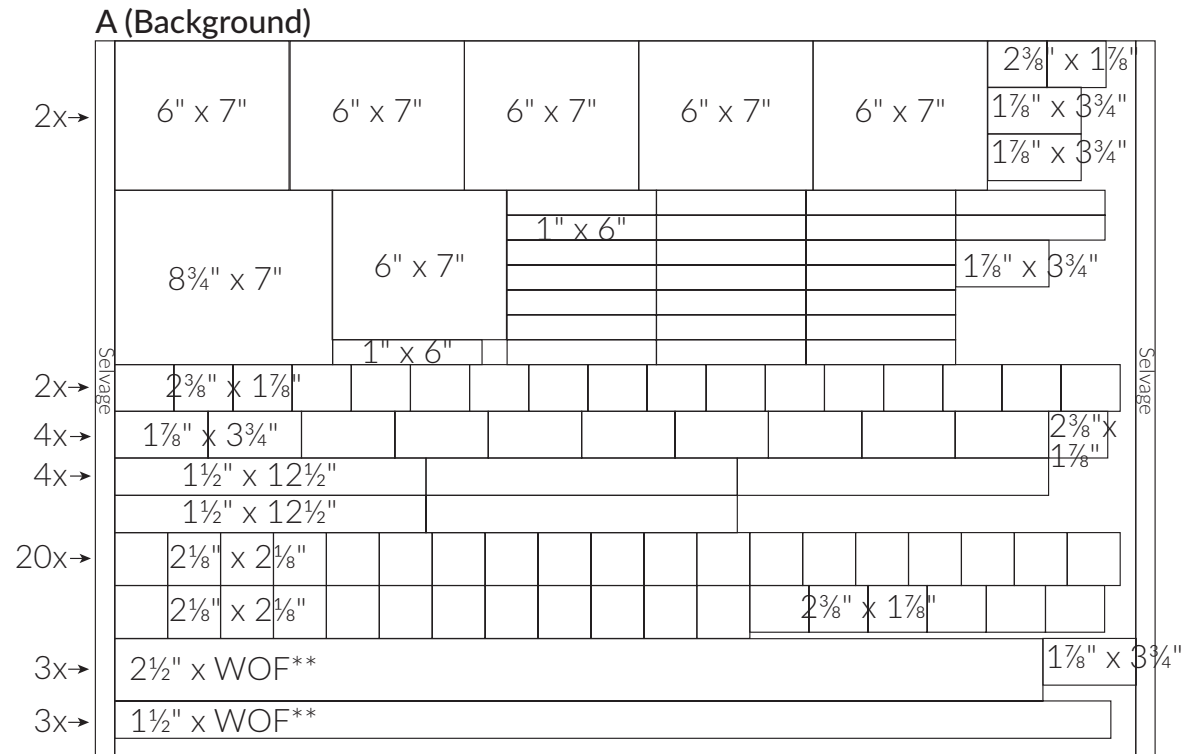 A (Background)
2x→ 6" x 7" 6" x 7" 6" x 7" 6" x 7" 6" x 7" 2⅜" x 1⅞"
1⅞" x 3¾"
1⅞" x 3¾"
8¾" x 7" 6" x 7" 1" x 6" 1⅞" x 3¾"
1" x 6"
Selvage
Selvage
2x→ 2⅜" x 1⅞"
4x→ 1⅞" x 3¾" 2⅜"x
1⅞"
4x→ 1½" x 12½"
1½" x 12½"
20x→ 2⅛" x 2⅛"
2⅛" x 2⅛" 2⅜" x 1⅞"
3x→ 2½" x WOF** 1⅞" x 3¾"
3x→ 1½" x WOF**